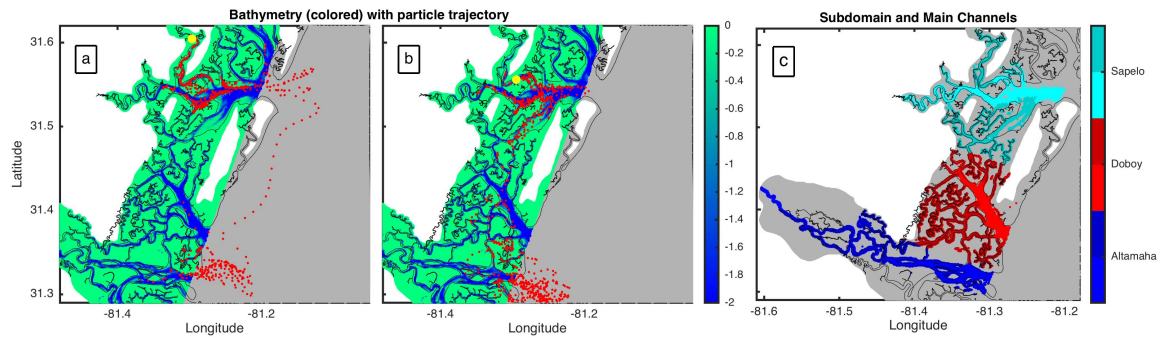 Bathymetry (colored) with particle trajectory
Subdomain and Main Channels
a
b
c
31.6
31.5
31.4
31.3
Latitude
-81.4
-81.2
Longitude
-81.4
-81.2
Longitude
0
-0.2
-0.4
-0.6
-0.8
-1
-1.2
-1.4
-1.6
-1.8
-2
-81.6
-81.5
-81.4
-81.3
-81.2
Longitude
Sapelo
Doboy
Altamaha